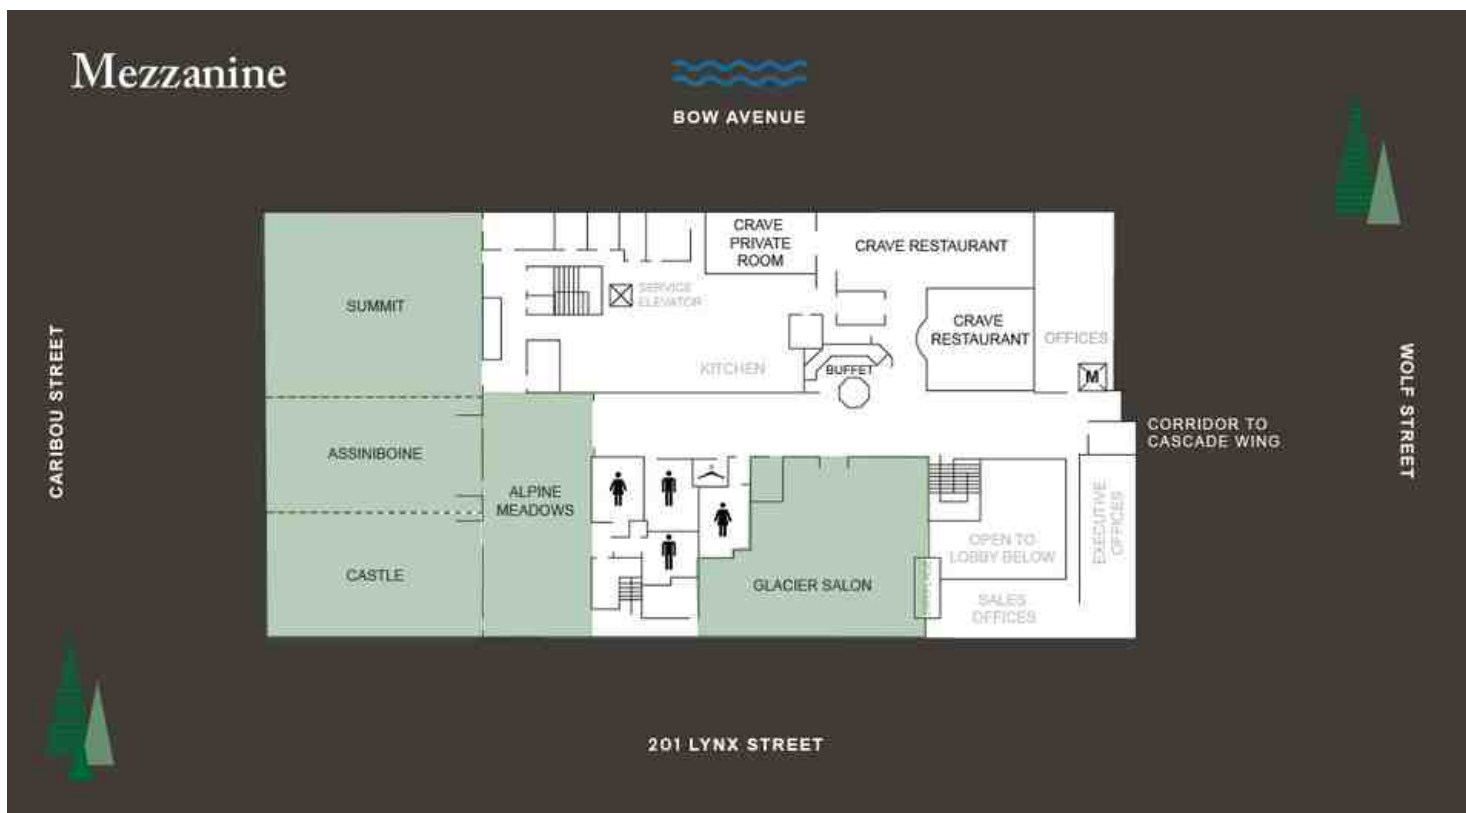 Mezzanine
BOW AVENUE
CRAVE
PRIVATE
ROOM
CRAVE RESTAURANT
SUMMIT
SERVICE
ELEVATOR
CRAVE
RESTAURANT
OFFICES
KITCHEN
BUFFET
M
CARIBOU STREET
WOLF STREET
CORRIDOR TO
CASCADE WING
ASSINIBOINE
ALPINE
MEADOWS
EXECUTIVE
OFFICES
OPEN TO
LOBBY BELOW
CASTLE
GLACIER SALON
SALES
OFFICES
201 LYNX STREET